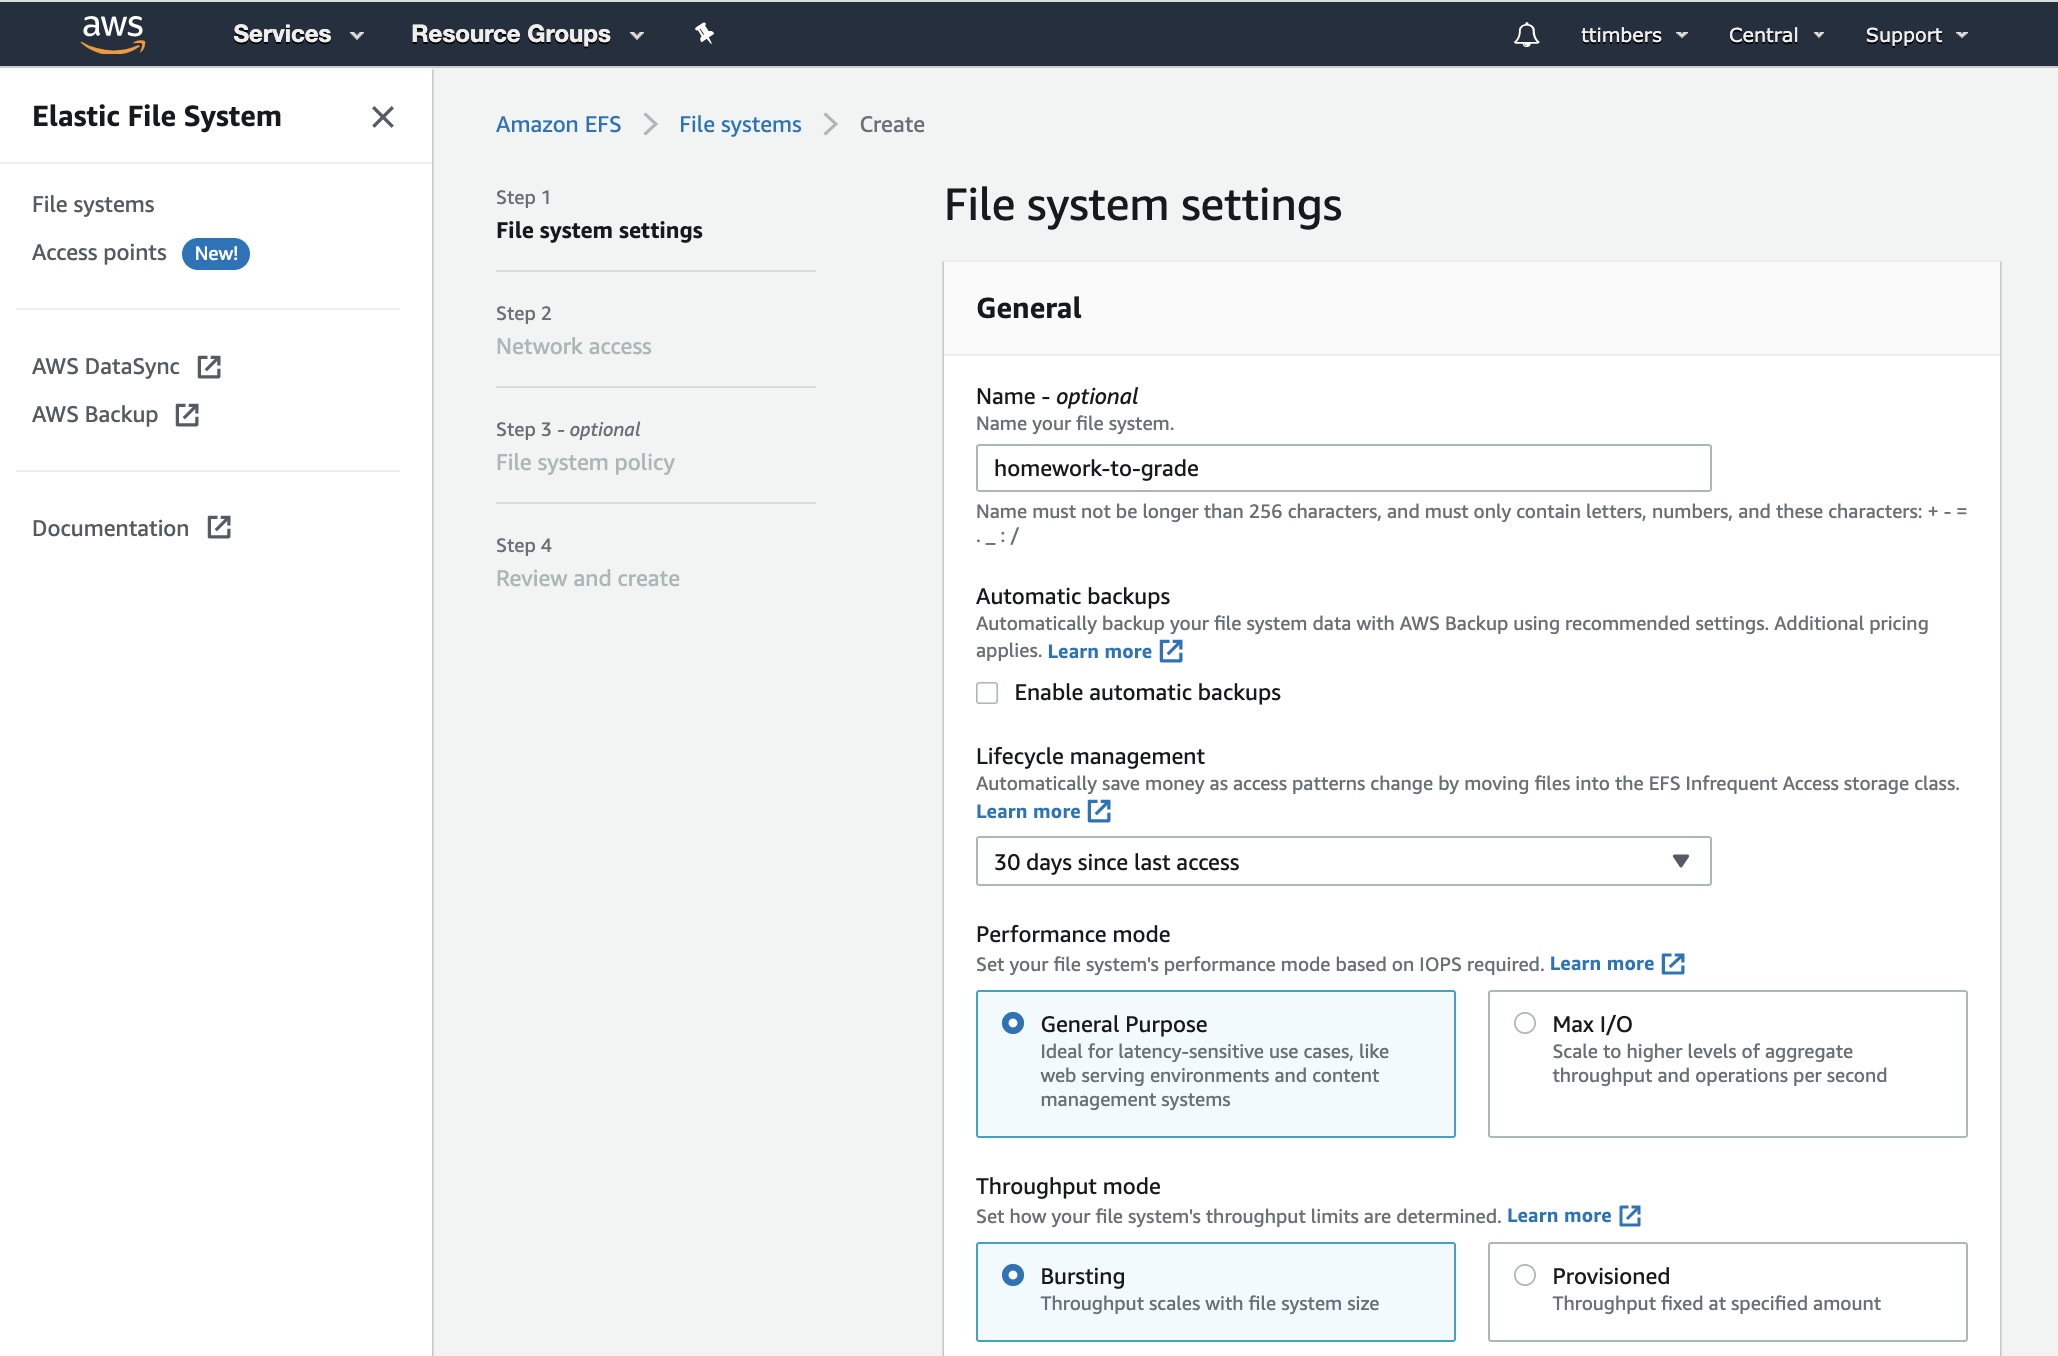 aws
Services
Resource Groups
ttimbers
Central
Support
Elastic File System
File systems
Access points New!
AWS DataSync
AWS Backup
Documentation
Amazon EFS
File systems
Create
Step 1
File system settings
Step 2
Network access
Step 3 - optional
File system policy
Step 4
Review and create
File system settings
General
Name - optional
Name your file system.
homework-to-grade
Name must not be longer than 256 characters, and must only contain letters, numbers, and these characters: + - =
. _ : /
Automatic backups
Automatically backup your file system data with AWS Backup using recommended settings. Additional pricing
applies. Learn more
Enable automatic backups
Lifecycle management
Automatically save money as access patterns change by moving files into the EFS Infrequent Access storage class.
Learn more
30 days since last access
Performance mode
Set your file system's performance mode based on IOPS required. Learn more
General Purpose
Ideal for latency-sensitive use cases, like
web serving environments and content
management systems
Max I/O
Scale to higher levels of aggregate
throughput and operations per second
Throughput mode
Set how your file system's throughput limits are determined. Learn more
Bursting
Throughput scales with file system size
Provisioned
Throughput fixed at specified amount